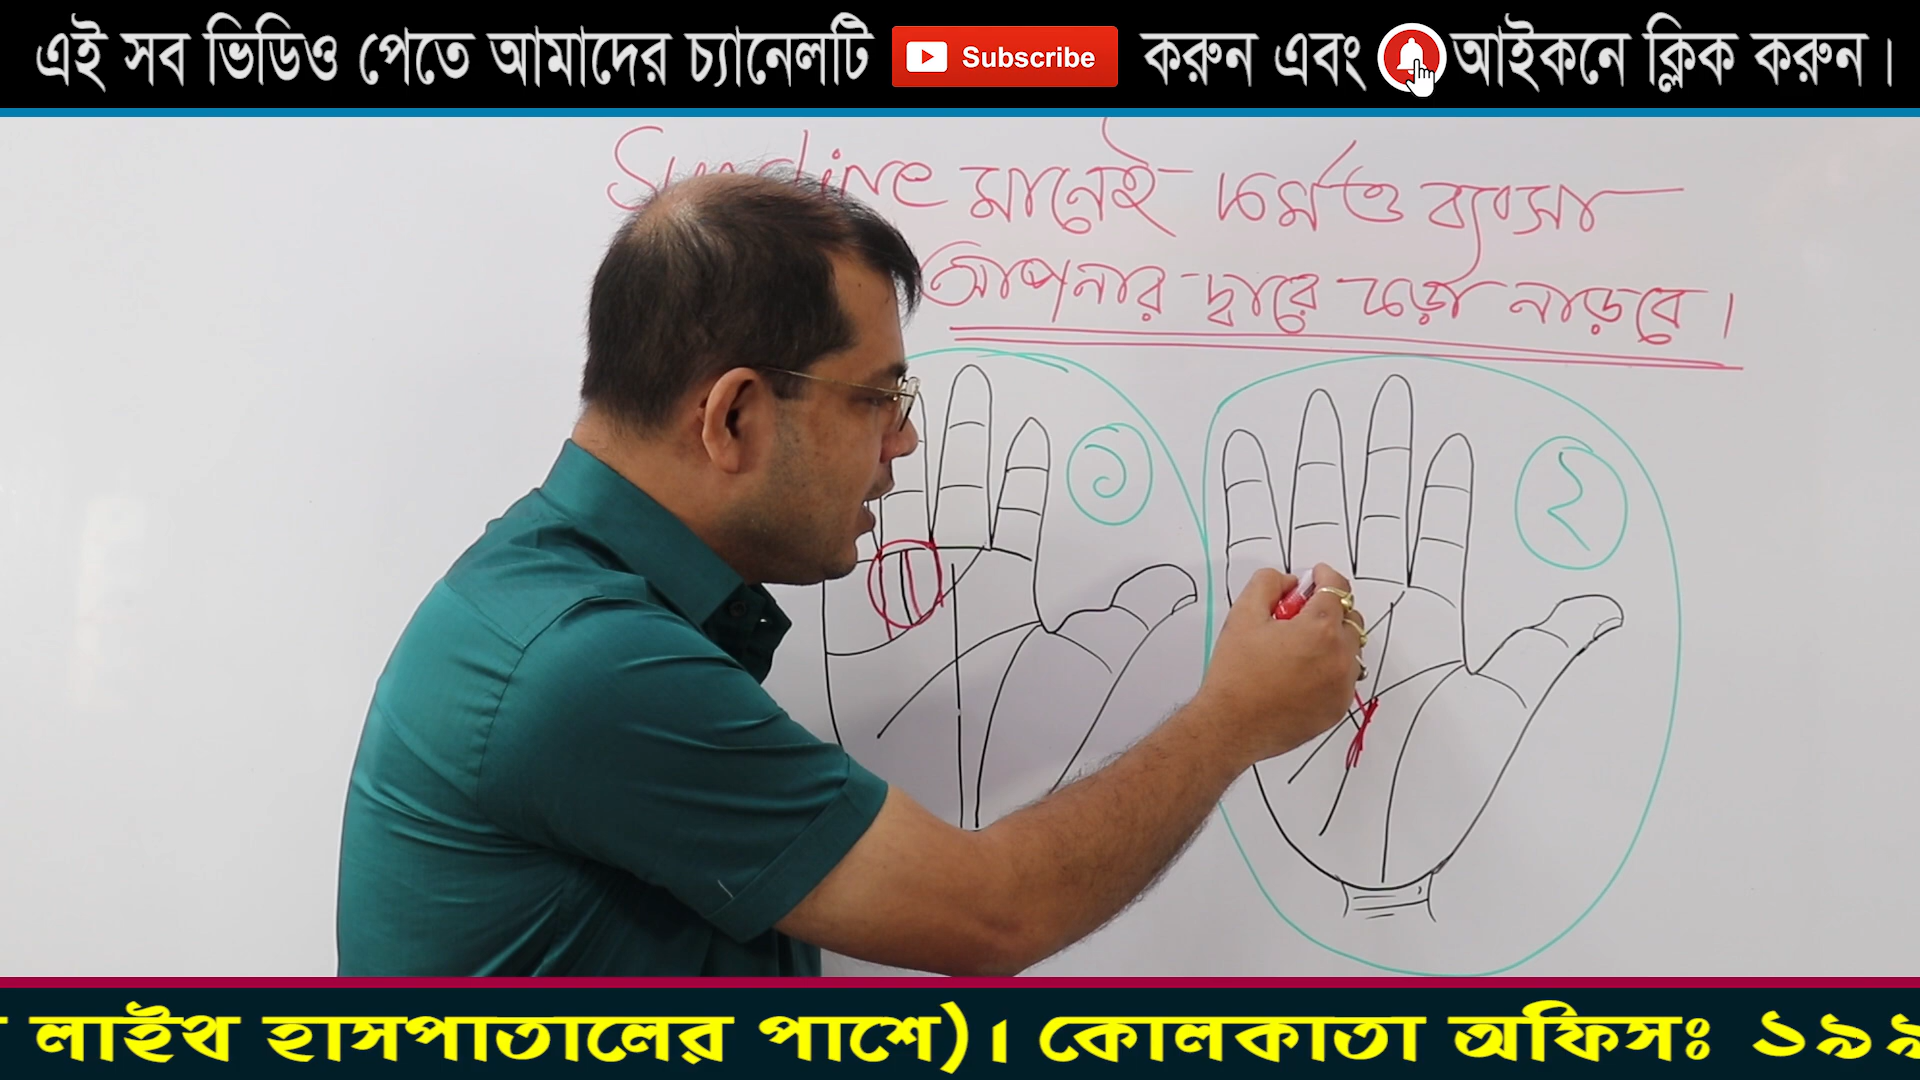 এই সব ভিডিও পেতে আমাদের চ্যানেলটি Subscribe করুন এবং আইকনে ক্লিক করুন।
মানেই কর্ম ও ব্যবসা
আপনার দ্বারে কড়া নাড়বে।
১
২
লাইথ হাসপাতালের পাশে)। কোলকাতা অফিসঃ ১৯৯